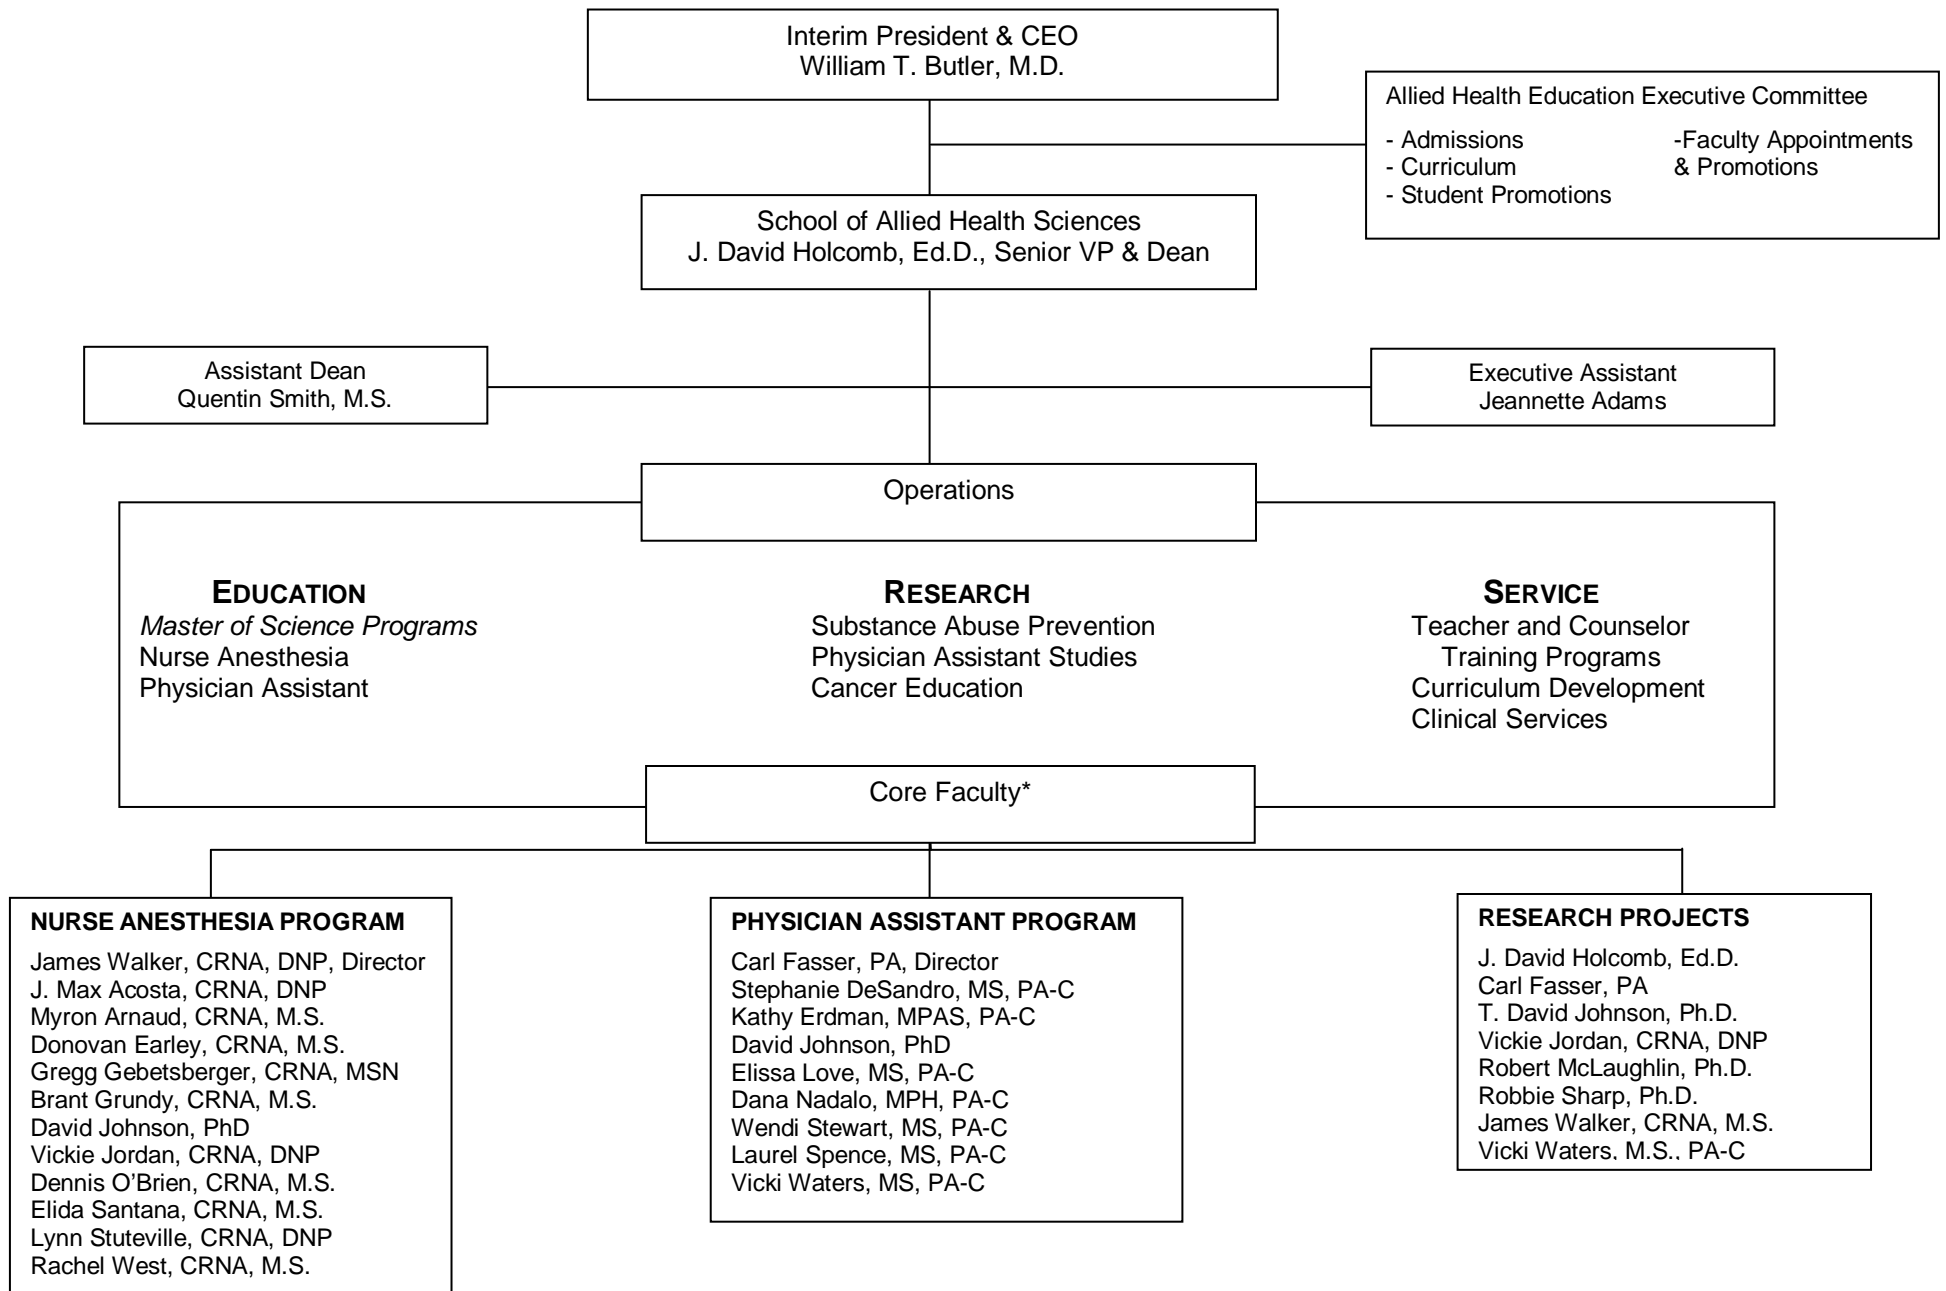 Interim President & CEO
William T. Butler, M.D.
Allied Health Education Executive Committee
- Admissions
- Curriculum
- Student Promotions
-Faculty Appointments
& Promotions
School of Allied Health Sciences
J. David Holcomb, Ed.D., Senior VP & Dean
Assistant Dean
Quentin Smith, M.S.
Executive Assistant
Jeannette Adams
Operations
EDUCATION
Master of Science Programs
Nurse Anesthesia
Physician Assistant
RESEARCH
Substance Abuse Prevention
Physician Assistant Studies
Cancer Education
SERVICE
Teacher and Counselor
Training Programs
Curriculum Development
Clinical Services
Core Faculty*
NURSE ANESTHESIA PROGRAM
James Walker, CRNA, DNP, Director
J. Max Acosta, CRNA, DNP
Myron Arnaud, CRNA, M.S.
Donovan Earley, CRNA, M.S.
Gregg Gebetsberger, CRNA, MSN
Brant Grundy, CRNA, M.S.
David Johnson, PhD
Vickie Jordan, CRNA, DNP
Dennis O’Brien, CRNA, M.S.
Elida Santana, CRNA, M.S.
Lynn Stuteville, CRNA, DNP
Rachel West, CRNA, M.S.
PHYSICIAN ASSISTANT PROGRAM
Carl Fasser, PA, Director
Stephanie DeSandro, MS, PA-C
Kathy Erdman, MPAS, PA-C
David Johnson, PhD
Elissa Love, MS, PA-C
Dana Nadalo, MPH, PA-C
Wendi Stewart, MS, PA-C
Laurel Spence, MS, PA-C
Vicki Waters, MS, PA-C
RESEARCH PROJECTS
J. David Holcomb, Ed.D.
Carl Fasser, PA
T. David Johnson, Ph.D.
Vickie Jordan, CRNA, DNP
Robert McLaughlin, Ph.D.
Robbie Sharp, Ph.D.
James Walker, CRNA, M.S.
Vicki Waters, M.S., PA-C